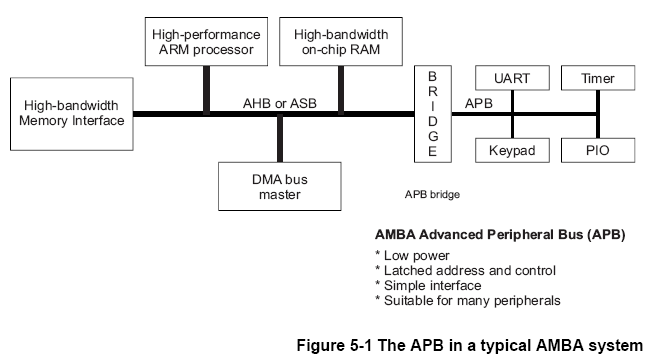 High-performance
ARM processor
High-bandwidth
on-chip RAM
High-bandwidth
Memory Interface
AHB or ASB
B
R
I
D
G
E
APB
UART
Timer
Keypad
PIO
DMA bus
master
APB bridge
AMBA Advanced Peripheral Bus (APB)
* Low power
* Latched address and control
* Simple interface
* Suitable for many peripherals
Figure 5-1 The APB in a typical AMBA system